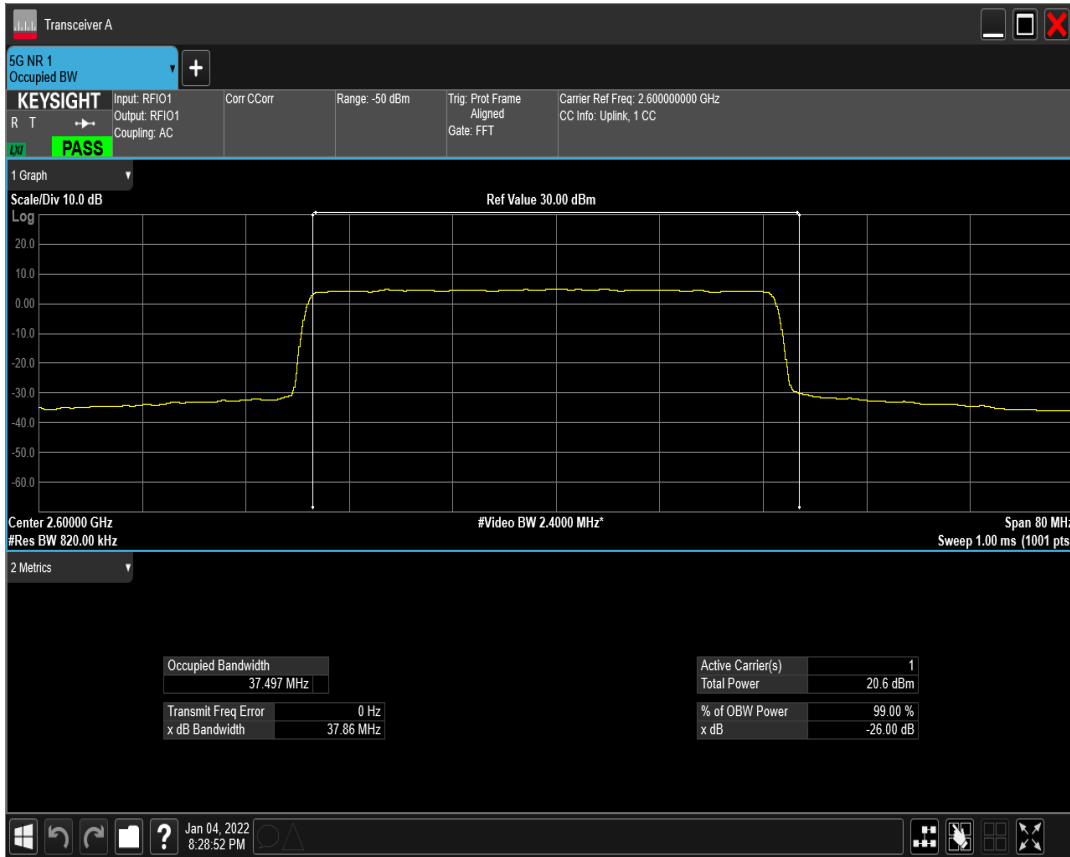 Transceiver A
5G NR 1
Occupied BW
KEYSIGHT
R T
LXI
PASS
Input: RFIO1
Output: RFIO1
Coupling: AC
Corr CCorr
Range: -50 dBm
Trig: Prot Frame
Aligned
Gate: FFT
Carrier Ref Freq: 2.600000000 GHz
CC Info: Uplink, 1 CC
1 Graph
Scale/Div 10.0 dB
Ref Value 30.00 dBm
Log
20.0
10.0
0.00
-10.0
-20.0
-30.0
-40.0
-50.0
-60.0
Center 2.60000 GHz
#Video BW 2.4000 MHz*
Span 80 MHz
#Res BW 820.00 kHz
Sweep 1.00 ms (1001 pts
2 Metrics
Occupied Bandwidth
37.497 MHz
Transmit Freq Error 0 Hz
x dB Bandwidth 37.86 MHz
Active Carrier(s) 1
Total Power 20.6 dBm
% of OBW Power 99.00 %
x dB -26.00 dB
?
Jan 04, 2022
8:28:52 PM